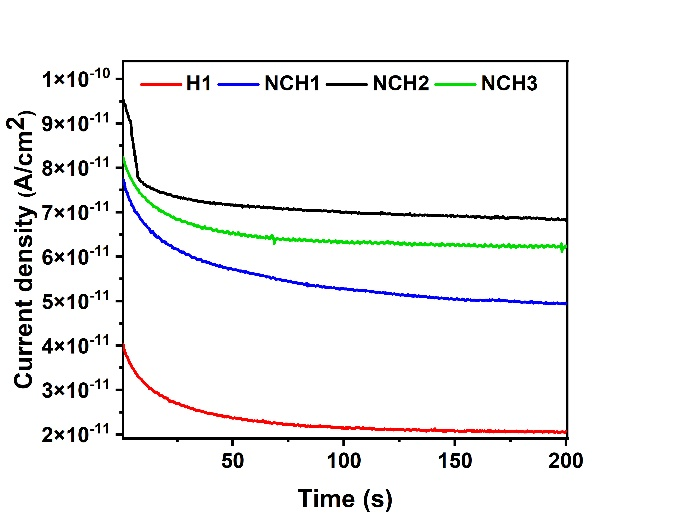 H1 NCH1 NCH2 NCH3
1×10⁻¹⁰
9×10⁻¹¹
8×10⁻¹¹
7×10⁻¹¹
6×10⁻¹¹
5×10⁻¹¹
4×10⁻¹¹
3×10⁻¹¹
2×10⁻¹¹
Current density (A/cm²)
50 100 150 200
Time (s)